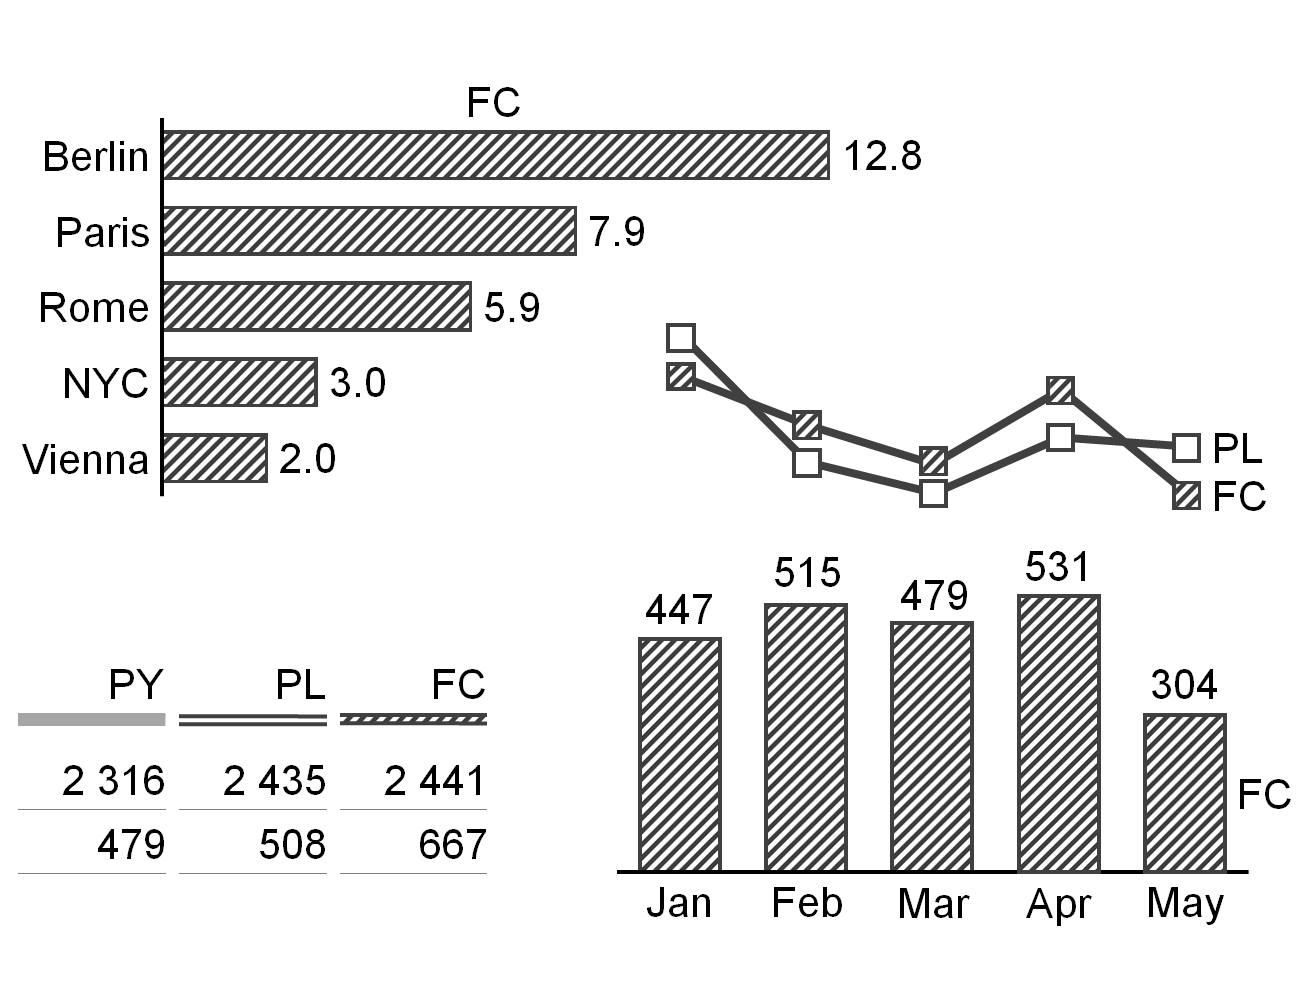 FC
Berlin 12.8
Paris 7.9
Rome 5.9
NYC 3.0
Vienna 2.0
PL
FC
PY PL FC
2 316 2 435 2 441
479 508 667
447 515 479 531 304
FC
Jan Feb Mar Apr May